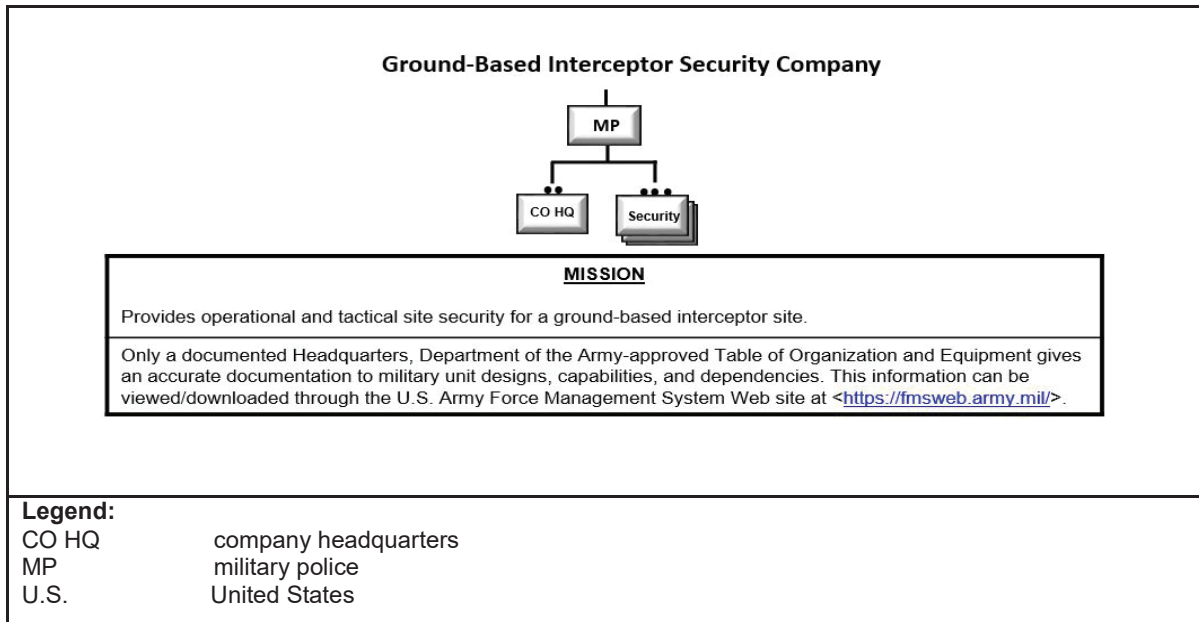 Ground-Based Interceptor Security Company
MP
CO HQ
Security
MISSION
Provides operational and tactical site security for a ground-based interceptor site.
Only a documented Headquarters, Department of the Army-approved Table of Organization and Equipment gives
an accurate documentation to military unit designs, capabilities, and dependencies. This information can be
viewed/downloaded through the U.S. Army Force Management System Web site at <https://fmsweb.army.mil/>.
Legend:
CO HQ company headquarters
MP military police
U.S. United States